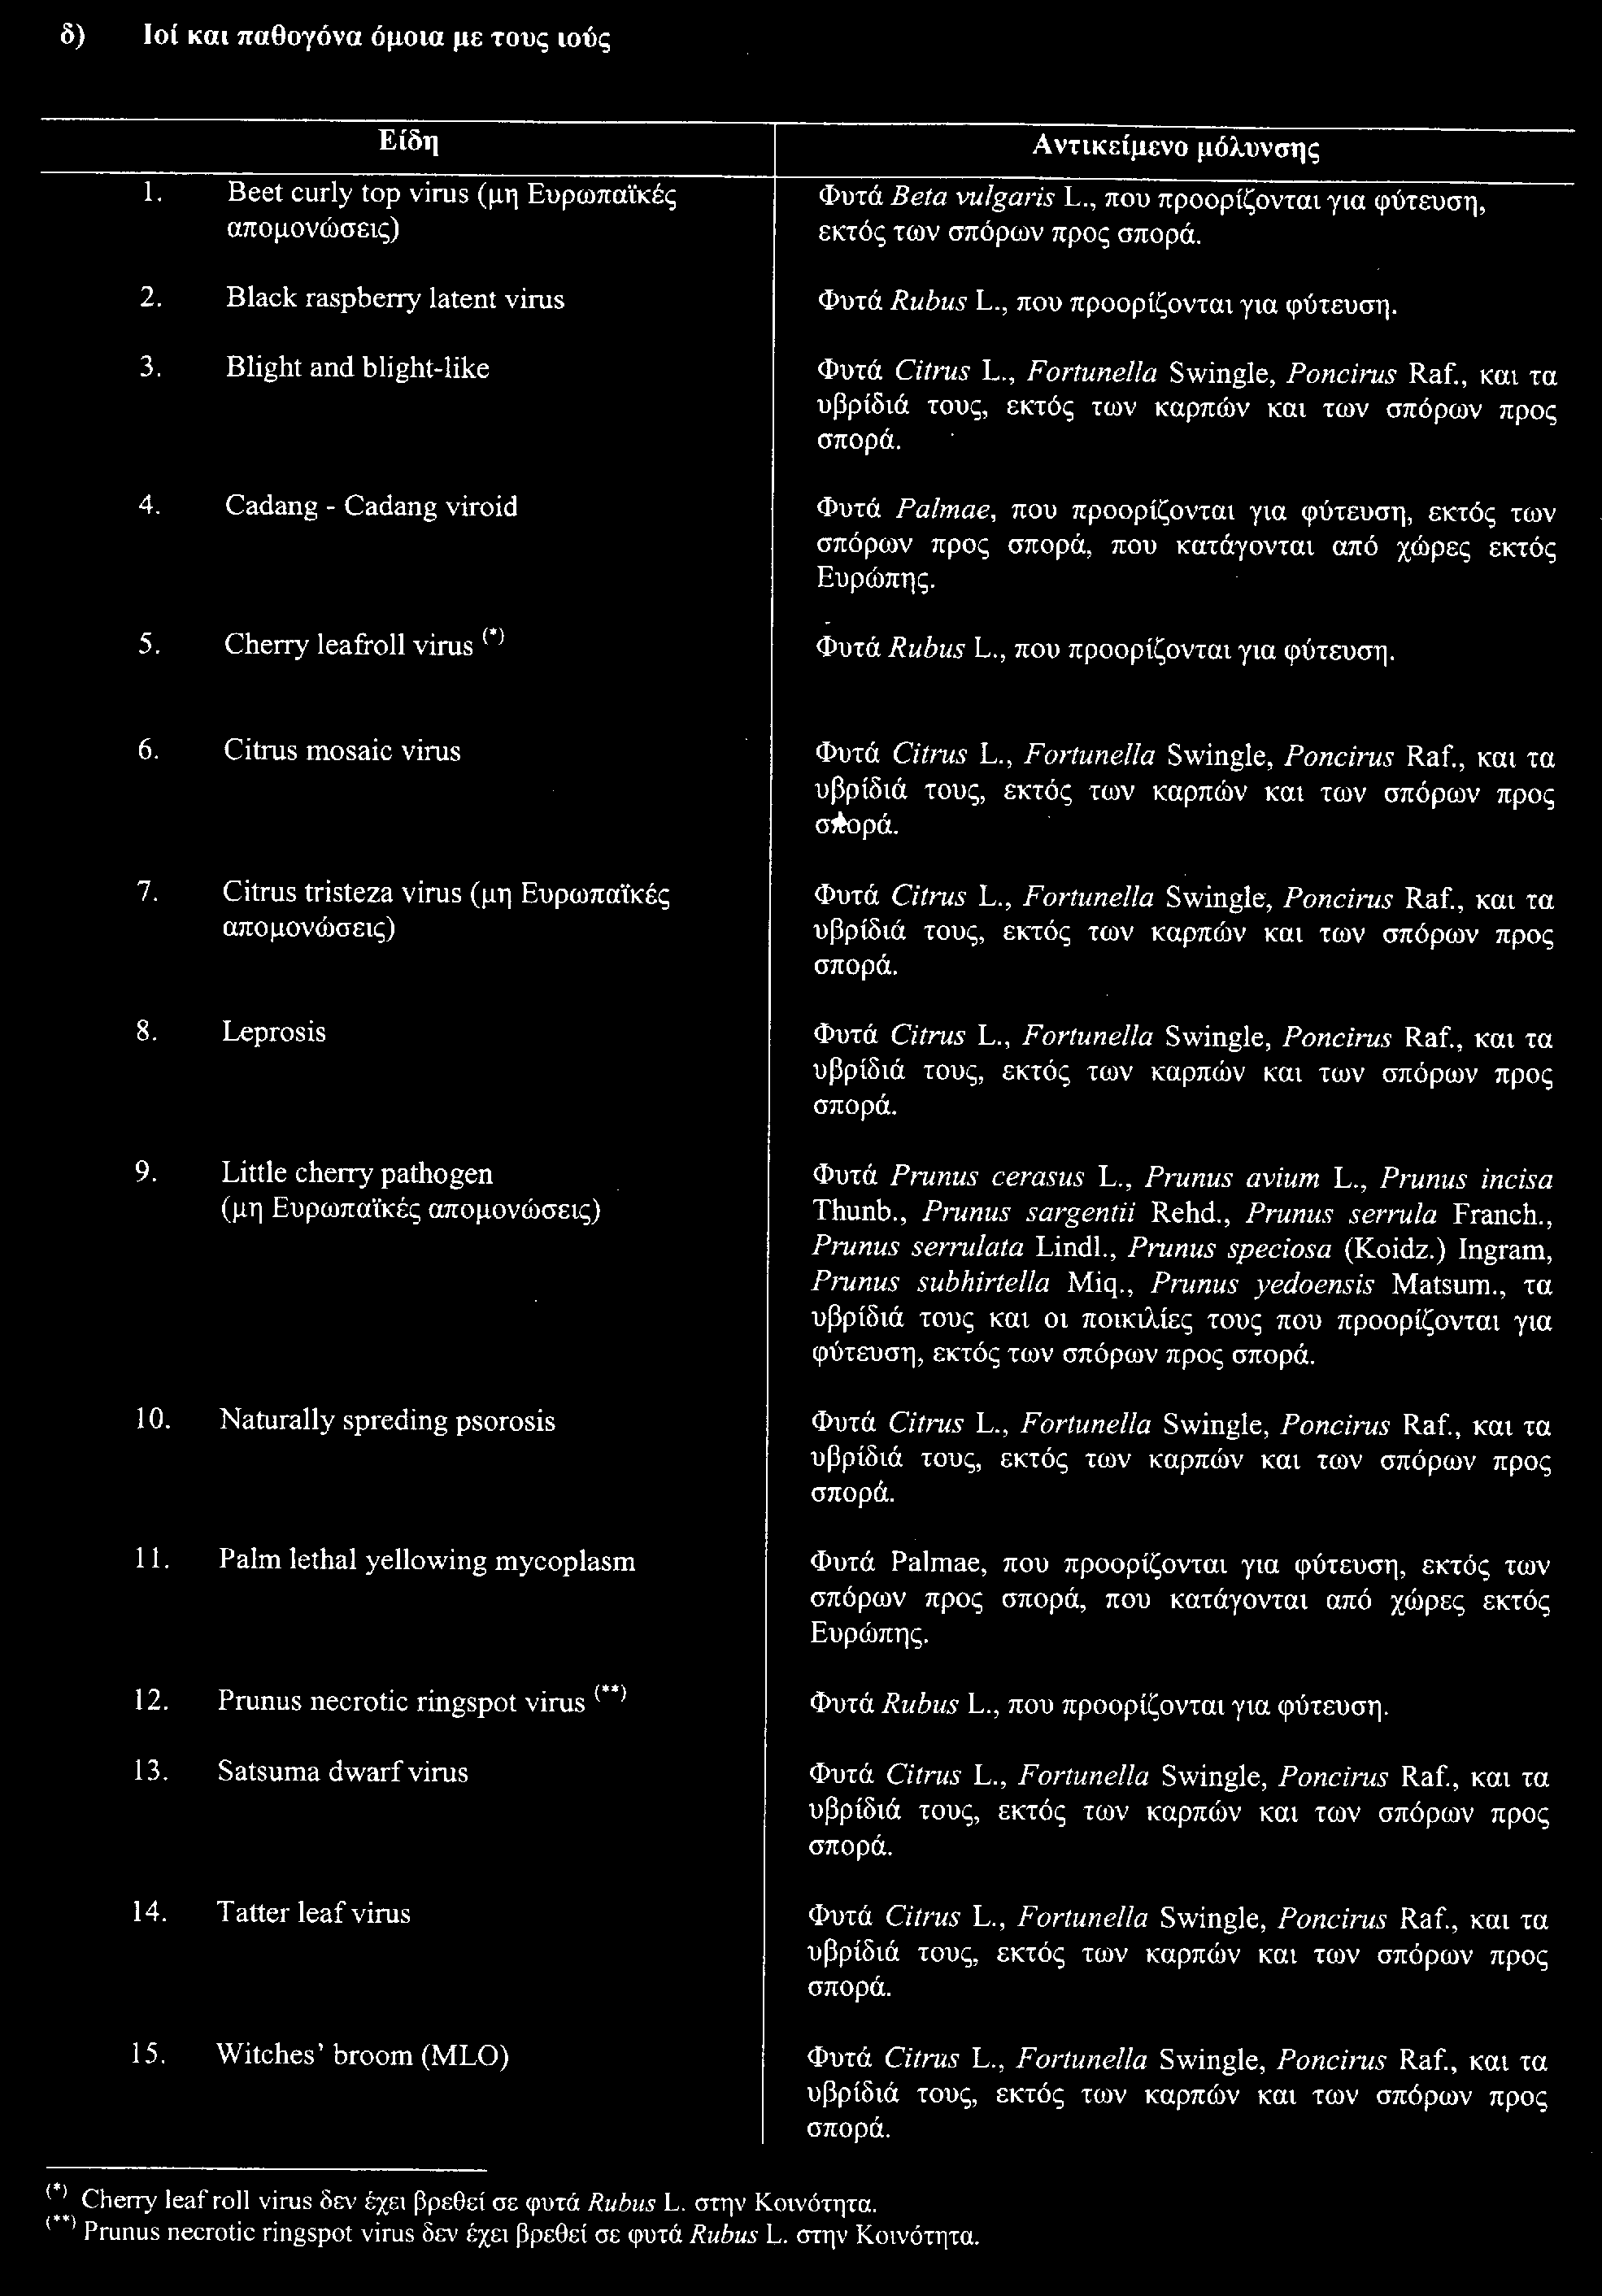 δ) Ιοί και παθογόνα όμοια με τους ιούς
Είδη
Αντικείμενο μόλυνσης
1. Beet curly top virus (μη Ευρωπαϊκές
απομονώσεις)
Φυτά Beta vulgaris L., που προορίζονται για φύτευση,
εκτός των σπόρων προς σπορά.
2. Black raspberry latent virus
Φυτά Rubus L., που προορίζονται για φύτευση.
3. Blight and blight-like
Φυτά Citrus L., Fortunella Swingle, Poncirus Raf., και τα
υβρίδιά τους, εκτός των καρπών και των σπόρων προς
σπορά.
4. Cadang - Cadang viroid
Φυτά Palmae, που προορίζονται για φύτευση, εκτός των
σπόρων προς σπορά, που κατάγονται από χώρες εκτός
Ευρώπης.
5. Cherry leafroll virus (*)
Φυτά Rubus L., που προορίζονται για φύτευση.
6. Citrus mosaic virus
Φυτά Citrus L., Fortunella Swingle, Poncirus Raf., και τα
υβρίδιά τους, εκτός των καρπών και των σπόρων προς
σπορά.
7. Citrus tristeza virus (μη Ευρωπαϊκές
απομονώσεις)
Φυτά Citrus L., Fortunella Swingle, Poncirus Raf., και τα
υβρίδιά τους, εκτός των καρπών και των σπόρων προς
σπορά.
8. Leprosis
Φυτά Citrus L., Fortunella Swingle, Poncirus Raf., και τα
υβρίδιά τους, εκτός των καρπών και των σπόρων προς
σπορά.
9. Little cherry pathogen
(μη Ευρωπαϊκές απομονώσεις)
Φυτά Prunus cerasus L., Prunus avium L., Prunus incisa
Thunb., Prunus sargentii Rehd., Prunus serrula Franch.,
Prunus serrulata Lindl., Prunus speciosa (Koidz.) Ingram,
Prunus subhirtella Miq., Prunus yedoensis Matsum., τα
υβρίδιά τους και οι ποικιλίες τους που προορίζονται για
φύτευση, εκτός των σπόρων προς σπορά.
10. Naturally spreding psorosis
Φυτά Citrus L., Fortunella Swingle, Poncirus Raf., και τα
υβρίδιά τους, εκτός των καρπών και των σπόρων προς
σπορά.
11. Palm lethal yellowing mycoplasm
Φυτά Palmae, που προορίζονται για φύτευση, εκτός των
σπόρων προς σπορά, που κατάγονται από χώρες εκτός
Ευρώπης.
12. Prunus necrotic ringspot virus (**)
Φυτά Rubus L., που προορίζονται για φύτευση.
13. Satsuma dwarf virus
Φυτά Citrus L., Fortunella Swingle, Poncirus Raf., και τα
υβρίδιά τους, εκτός των καρπών και των σπόρων προς
σπορά.
14. Tatter leaf virus
Φυτά Citrus L., Fortunella Swingle, Poncirus Raf., και τα
υβρίδιά τους, εκτός των καρπών και των σπόρων προς
σπορά.
15. Witches' broom (MLO)
Φυτά Citrus L., Fortunella Swingle, Poncirus Raf., και τα
υβρίδιά τους, εκτός των καρπών και των σπόρων προς
σπορά.
(*) Cherry leaf roll virus δεν έχει βρεθεί σε φυτά Rubus L. στην Κοινότητα.
(**) Prunus necrotic ringspot virus δεν έχει βρεθεί σε φυτά Rubus L. στην Κοινότητα.